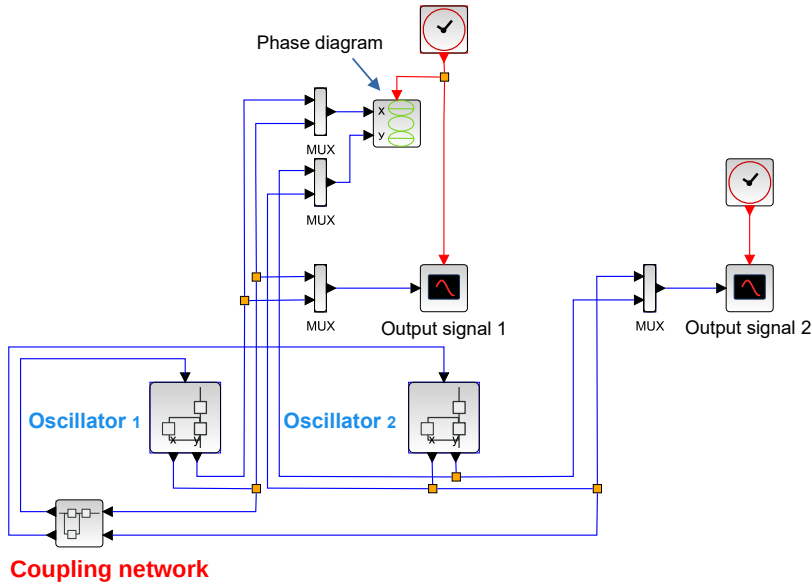 Phase diagram
x
y
MUX
MUX
MUX
Output signal 1
MUX
Output signal 2
Oscillator 1
x y
Oscillator 2
x y
Coupling network